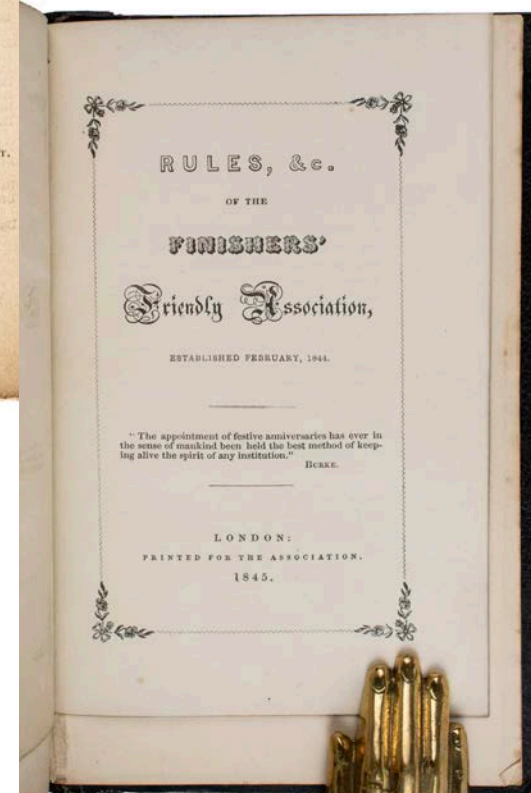 T.
RULES, &c.
OF THE
FINISHERS'
Friendly Association,
ESTABLISHED FEBRUARY, 1844.
" The appointment of festive anniversaries has ever in
the sense of mankind been held the best method of keep-
ing alive the spirit of any institution."
BURKE.
LONDON:
PRINTED FOR THE ASSOCIATION.
1845.